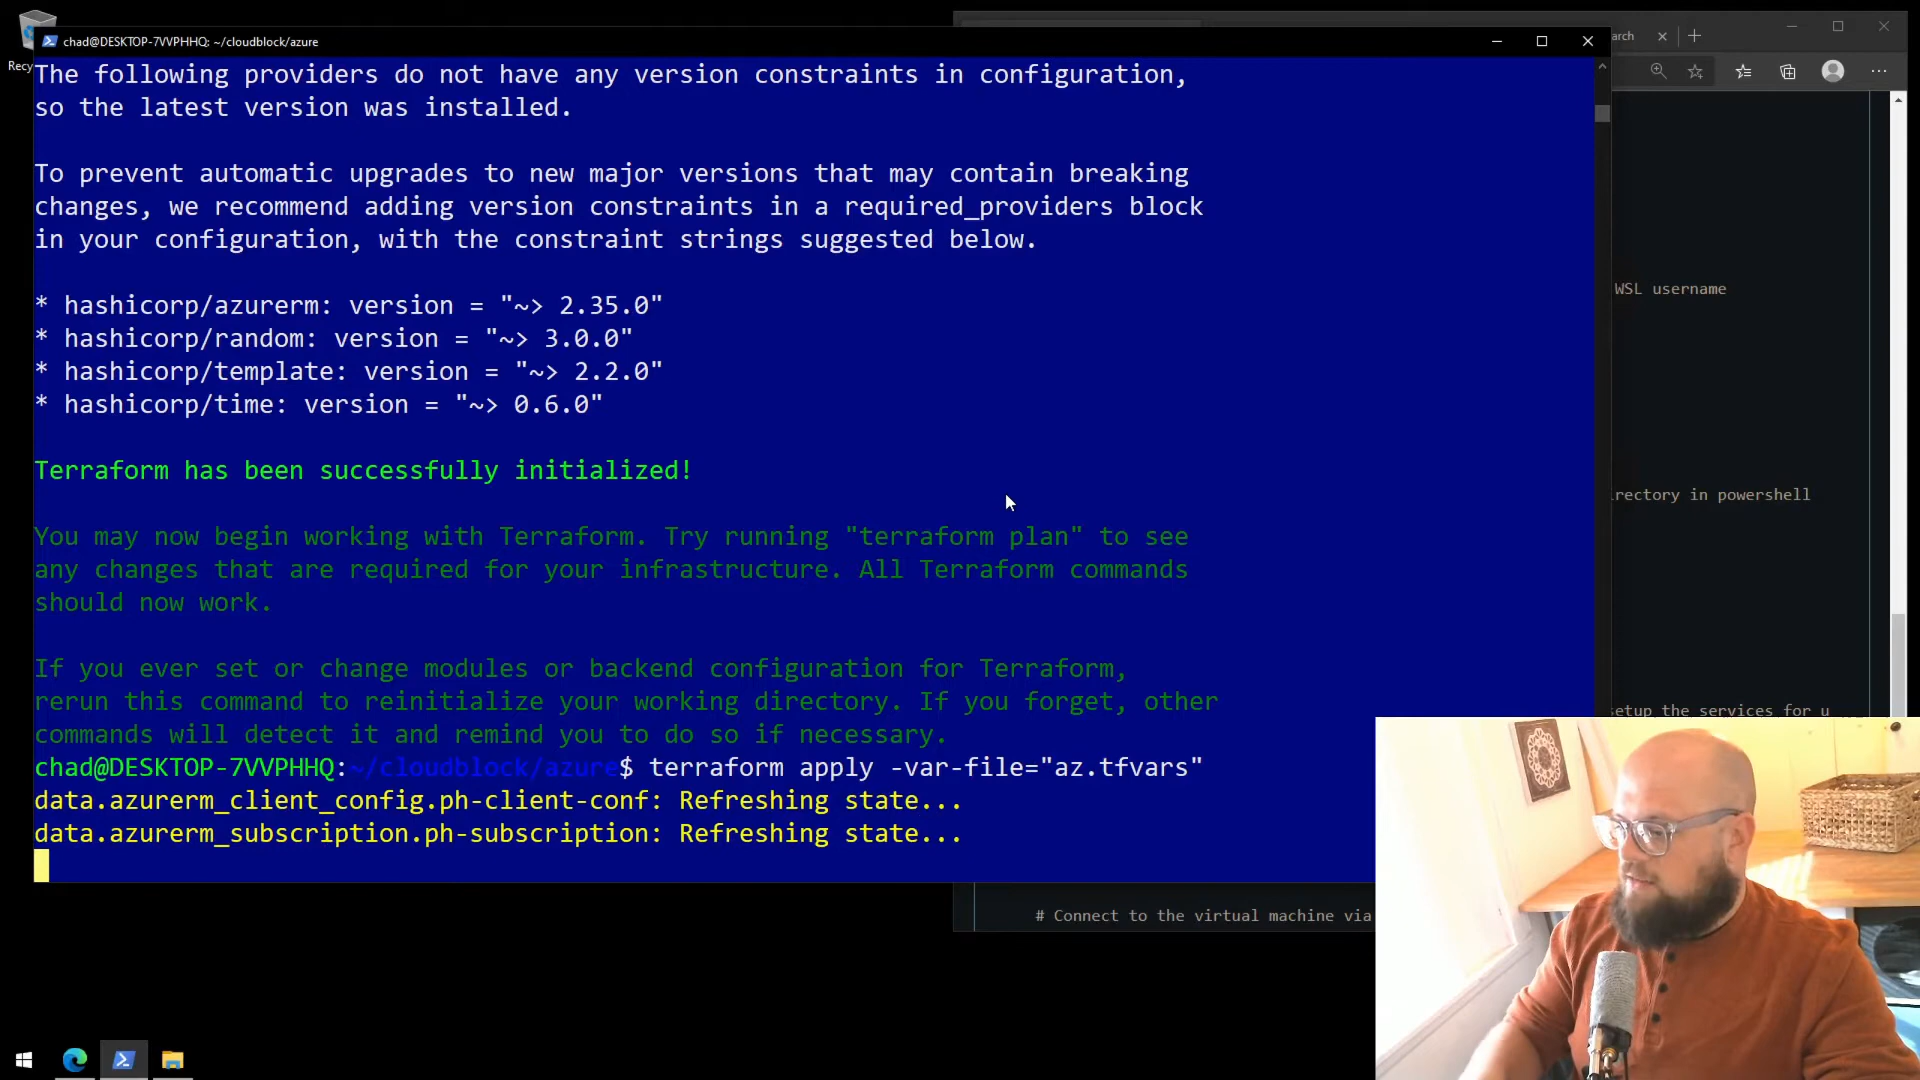 Recy
chad@DESKTOP-7VVPHHQ: ~/cloudblock/azure
arch
The following providers do not have any version constraints in configuration,
so the latest version was installed.
To prevent automatic upgrades to new major versions that may contain breaking
changes, we recommend adding version constraints in a required_providers block
in your configuration, with the constraint strings suggested below.
* hashicorp/azurerm: version = "~> 2.35.0"
* hashicorp/random: version = "~> 3.0.0"
* hashicorp/template: version = "~> 2.2.0"
* hashicorp/time: version = "~> 0.6.0"
Terraform has been successfully initialized!
You may now begin working with Terraform. Try running "terraform plan" to see
any changes that are required for your infrastructure. All Terraform commands
should now work.
If you ever set or change modules or backend configuration for Terraform,
rerun this command to reinitialize your working directory. If you forget, other
commands will detect it and remind you to do so if necessary.
chad@DESKTOP-7VVPHHQ:~/cloudblock/azure$ terraform apply -var-file="az.tfvars"
data.azurerm_client_config.ph-client-conf: Refreshing state...
data.azurerm_subscription.ph-subscription: Refreshing state...
WSL username
irectory in powershell
setup the services for u
# Connect to the virtual machine via